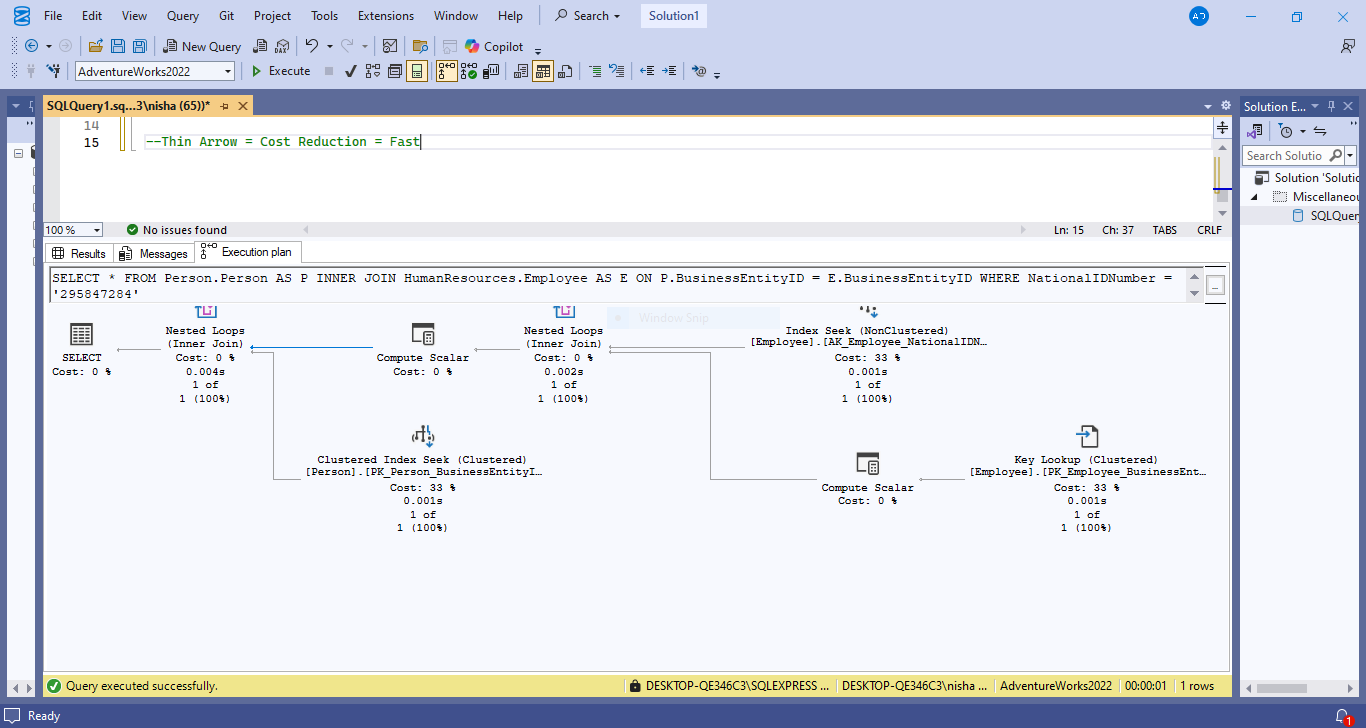 File Edit View Query Git Project Tools Extensions Window Help Search Solution1 AD
New Query DAX Copilot
AdventureWorks2022 Execute
SQLQuery1.sq...3\nisha (65))* Solution E...
14
15 --Thin Arrow = Cost Reduction = Fast
Search Solutio
Solution 'Solutio
Miscellaneou
SQLQuer
100 % No issues found Ln: 15 Ch: 37 TABS CRLF
Results Messages Execution plan
SELECT * FROM Person.Person AS P INNER JOIN HumanResources.Employee AS E ON P.BusinessEntityID = E.BusinessEntityID WHERE NationalIDNumber =
'295847284'
Window Snip
SELECT
Cost: 0 %
Nested Loops
(Inner Join)
Cost: 0 %
0.004s
1 of
1 (100%)
Compute Scalar
Cost: 0 %
Nested Loops
(Inner Join)
Cost: 0 %
0.002s
1 of
1 (100%)
Index Seek (NonClustered)
[Employee].[AK_Employee_NationalIDN…
Cost: 33 %
0.001s
1 of
1 (100%)
Clustered Index Seek (Clustered)
[Person].[PK_Person_BusinessEntityI…
Cost: 33 %
0.001s
1 of
1 (100%)
Compute Scalar
Cost: 0 %
Key Lookup (Clustered)
[Employee].[PK_Employee_BusinessEnt…
Cost: 33 %
0.001s
1 of
1 (100%)
Query executed successfully. DESKTOP-QE346C3\SQLEXPRESS ... DESKTOP-QE346C3\nisha ... AdventureWorks2022 00:00:01 1 rows
Ready 1